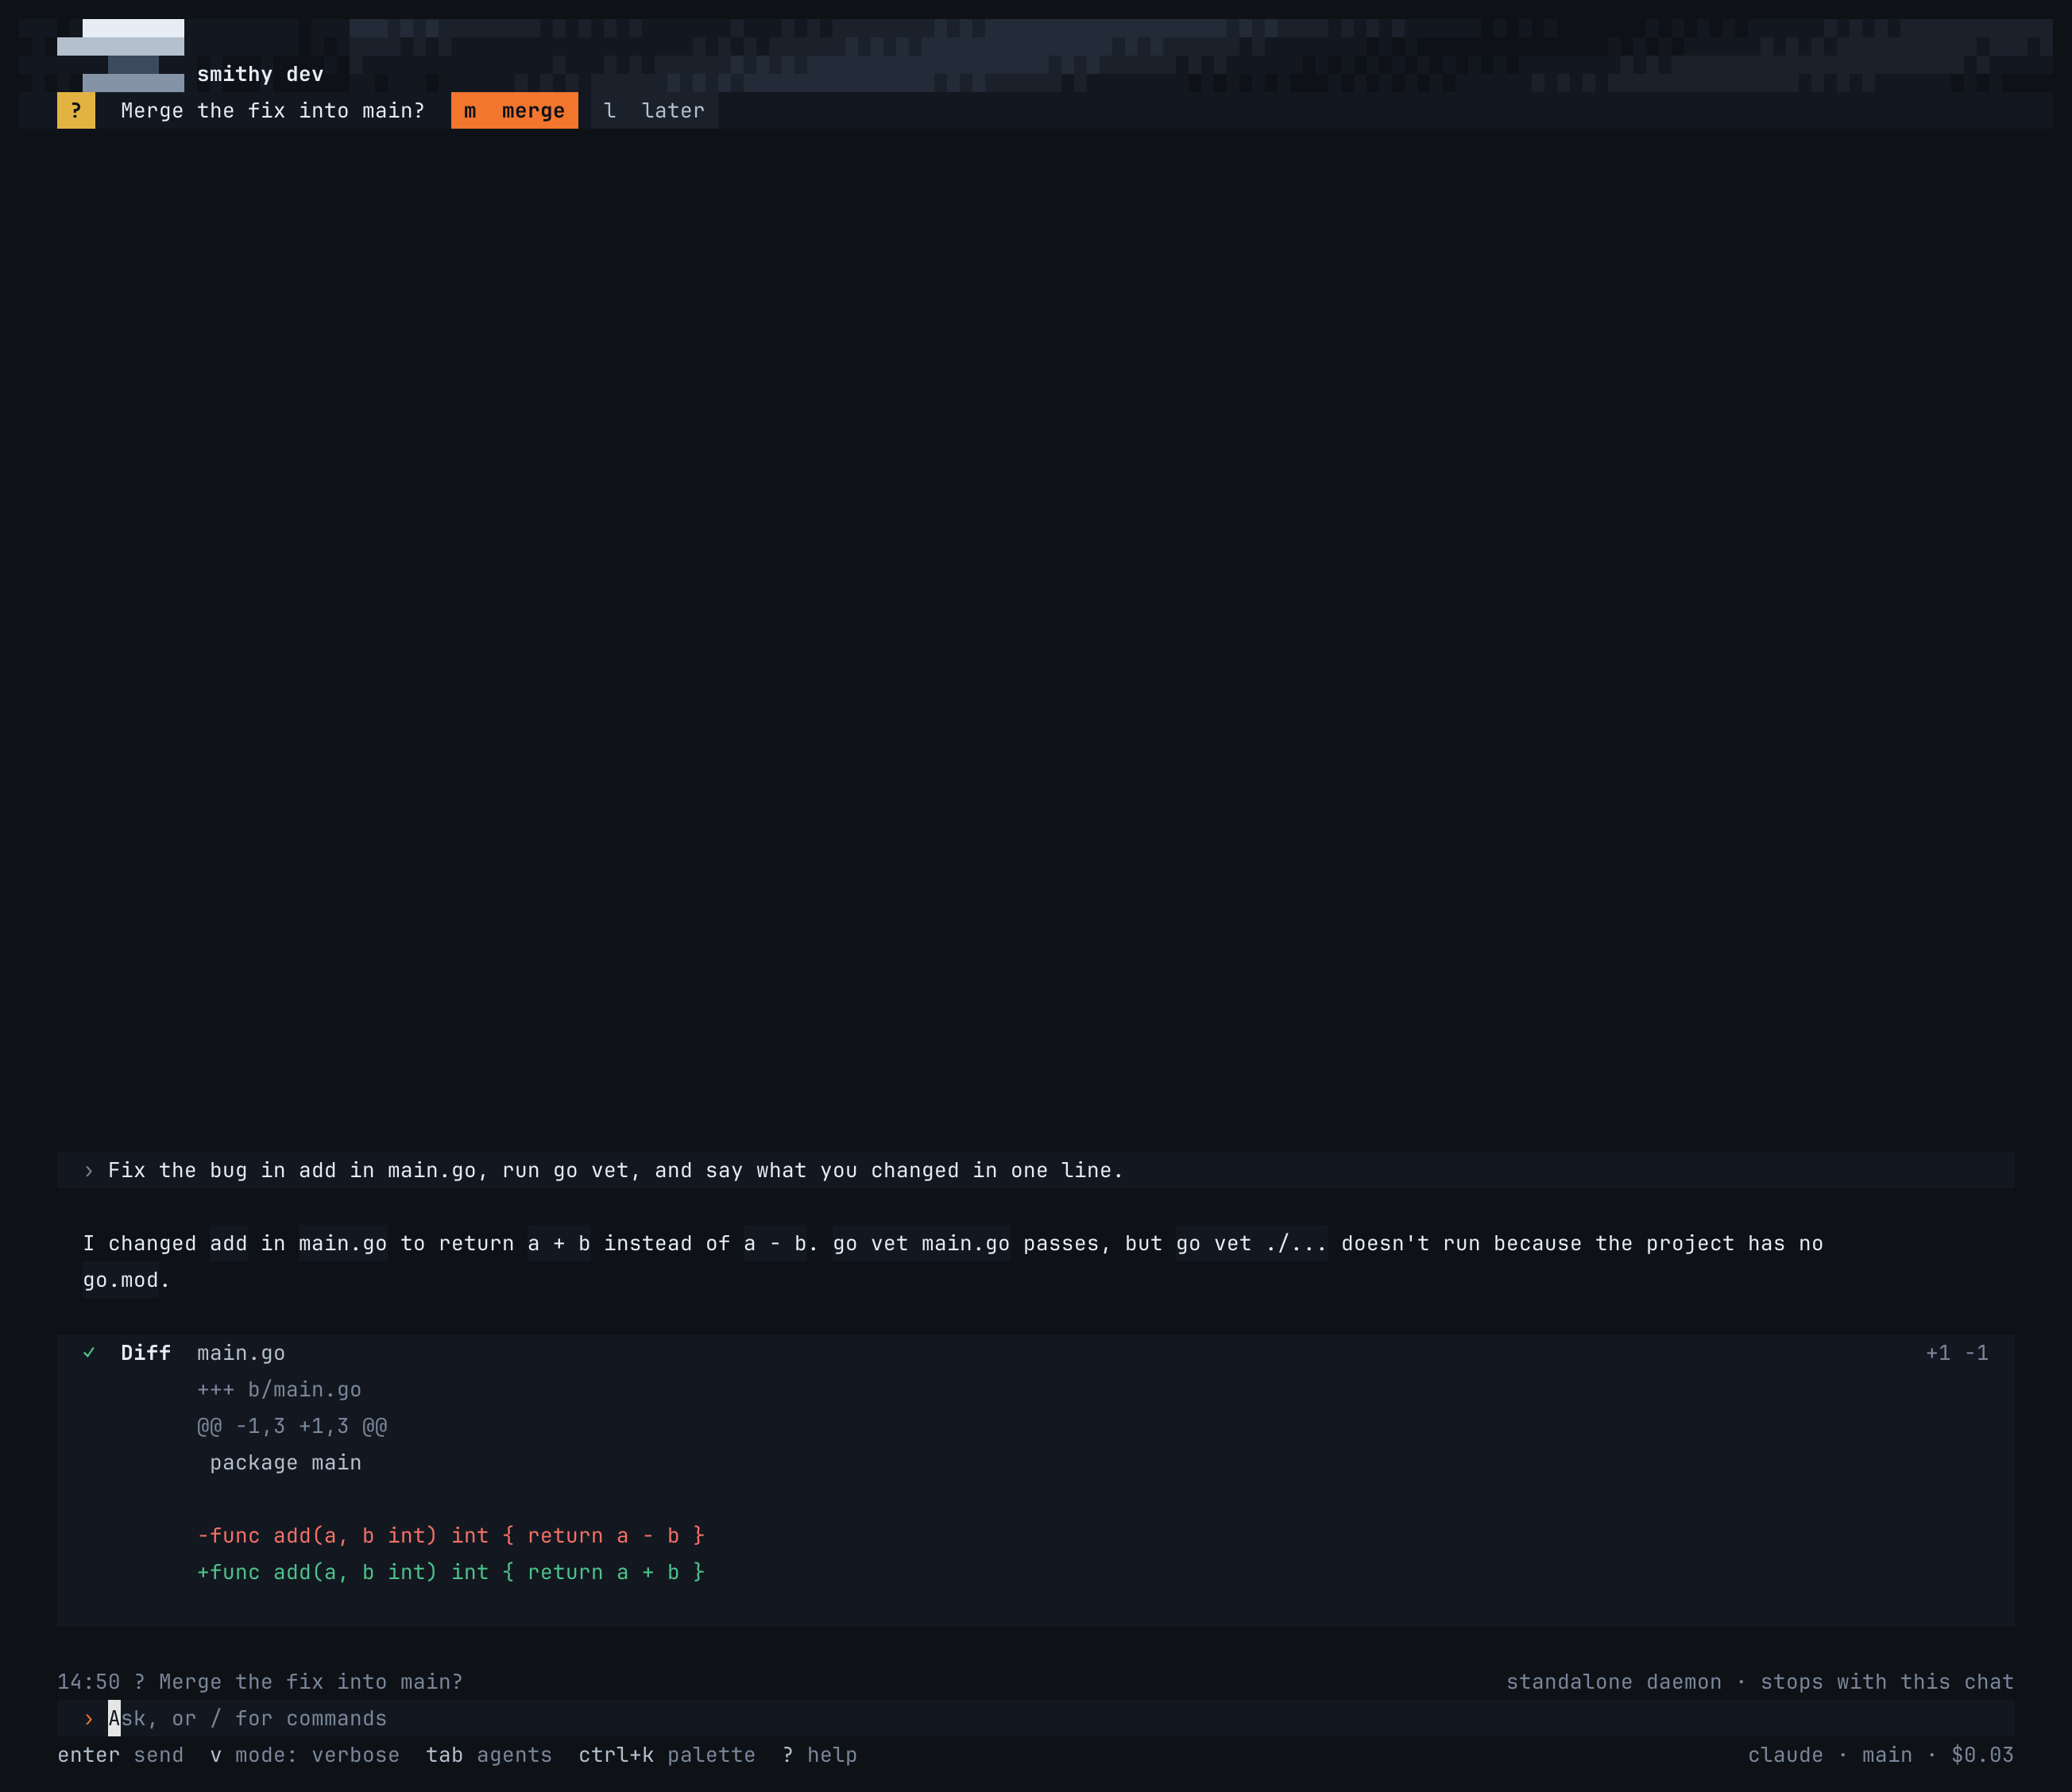 smithy dev
? Merge the fix into main? m merge l later
› Fix the bug in add in main.go, run go vet, and say what you changed in one line.
I changed add in main.go to return a + b instead of a - b. go vet main.go passes, but go vet ./... doesn't run because the project has no
go.mod.
✓ Diff main.go +1 -1
+++ b/main.go
@@ -1,3 +1,3 @@
package main
-func add(a, b int) int { return a - b }
+func add(a, b int) int { return a + b }
14:50 ? Merge the fix into main? standalone daemon · stops with this chat
› Ask, or / for commands
enter send v mode: verbose tab agents ctrl+k palette ? help claude · main · $0.03